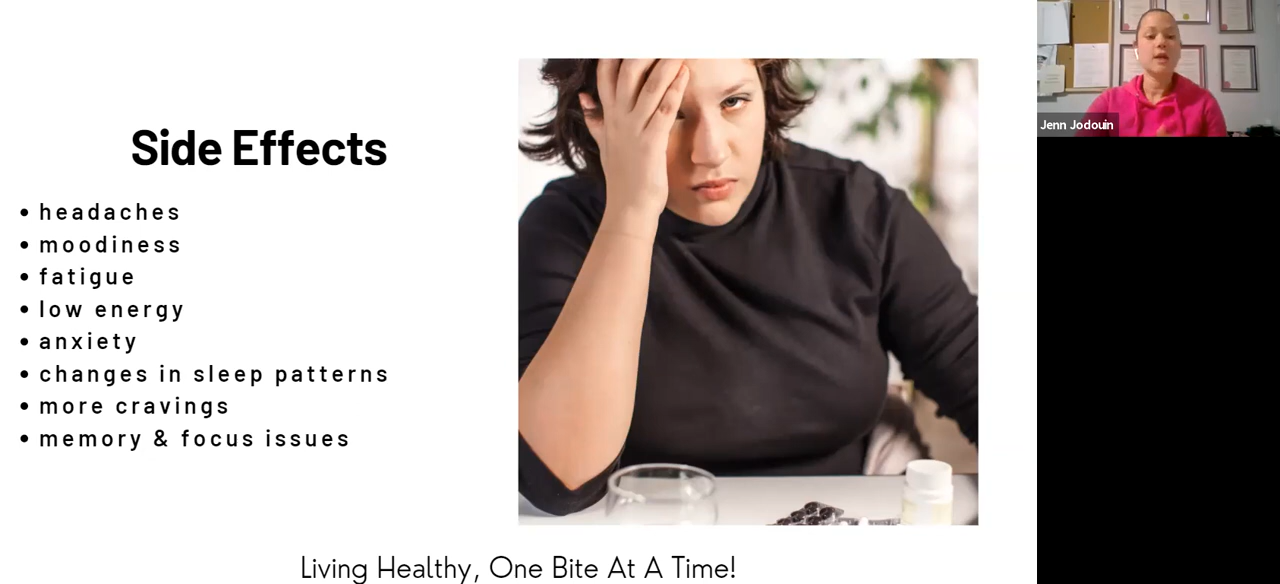 Side Effects
• headaches
• moodiness
• fatigue
• low energy
• anxiety
• changes in sleep patterns
• more cravings
• memory & focus issues
Living Healthy, One Bite At A Time!
Jenn Jodouin